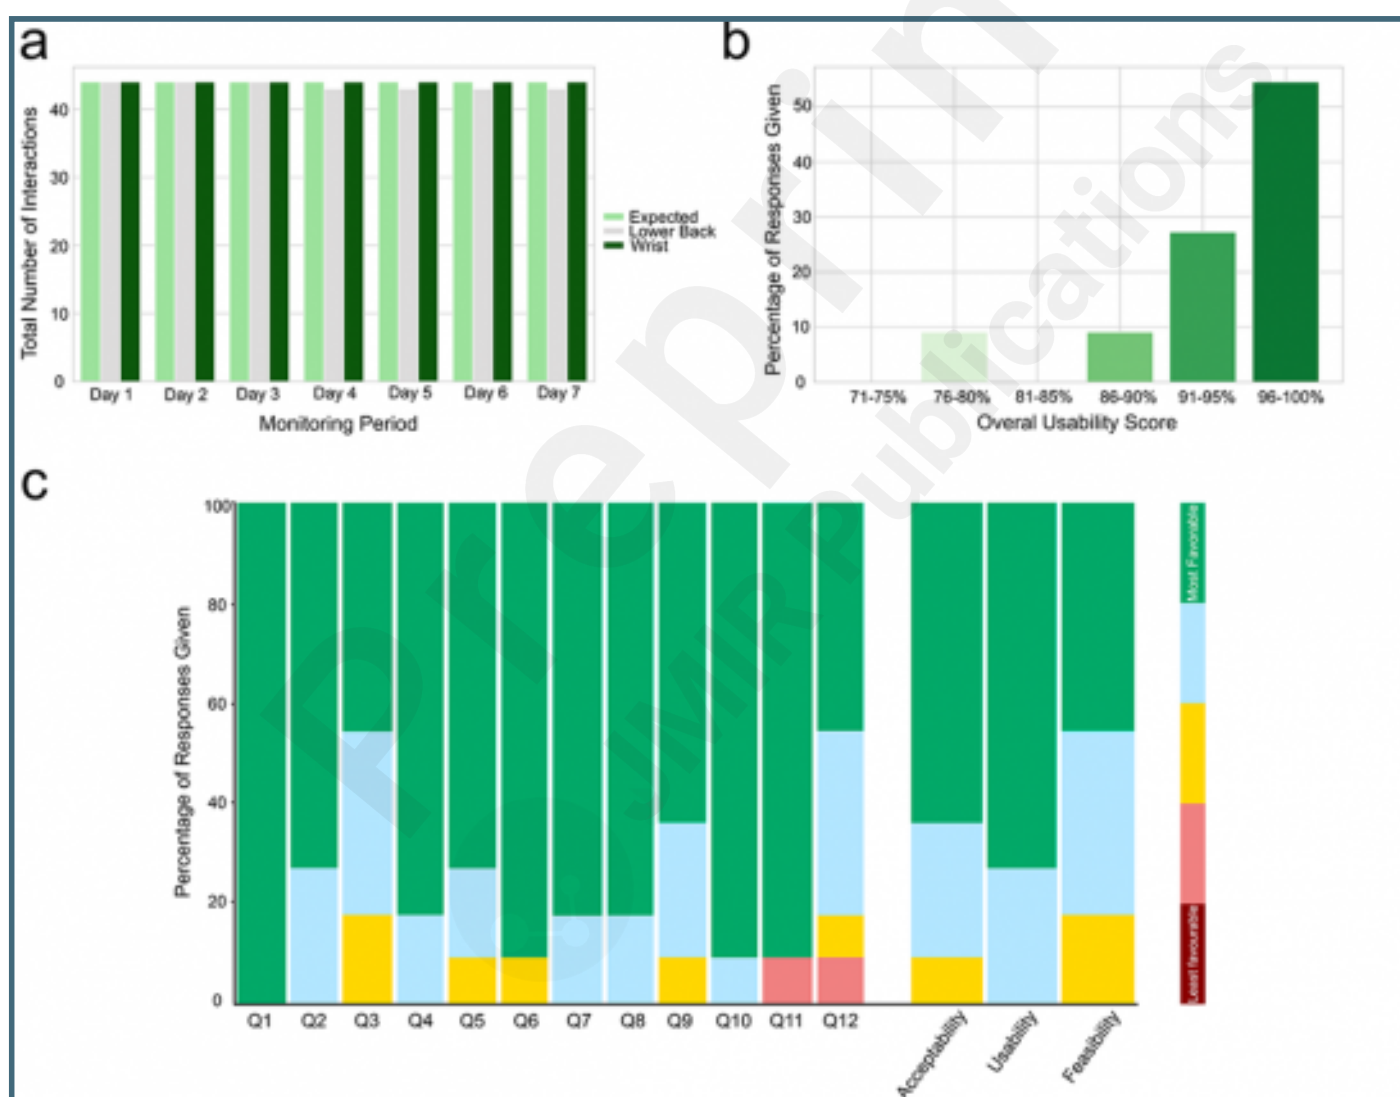 a
Total Number of Interactions
40
30
20
10
0
Day 1 Day 2 Day 3 Day 4 Day 5 Day 6 Day 7
Monitoring Period
Expected
Lower Back
Wrist
b
Percentage of Responses Given
50
40
30
20
10
0
71-75% 76-80% 81-85% 86-90% 91-95% 96-100%
Overal Usability Score
c
Percentage of Responses Given
100
80
60
40
20
0
Q1 Q2 Q3 Q4 Q5 Q6 Q7 Q8 Q9 Q10 Q11 Q12
Acceptability
Usability
Feasibility
Most Favorable
Least favourable
Preprin
JMIR Publications